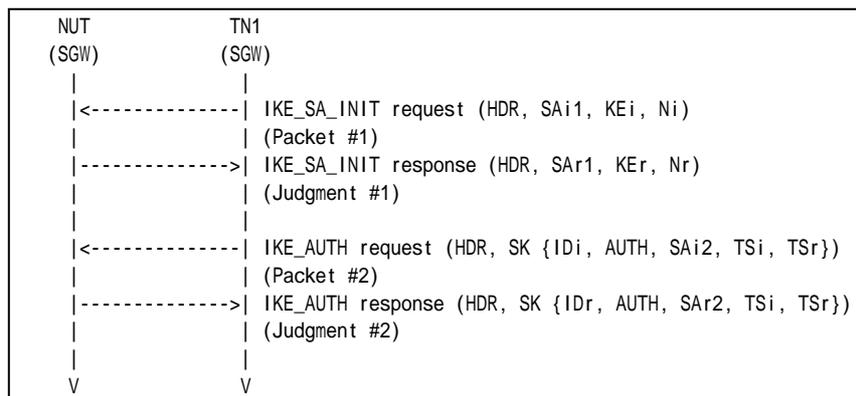 NUT TN1
(SGW) (SGW)
| |
|<--------------| IKE_SA_INIT request (HDR, SAi1, KEi, Ni)
| | (Packet #1)
|-------------->| IKE_SA_INIT response (HDR, SAr1, KEr, Nr)
| | (Judgment #1)
| |
|<--------------| IKE_AUTH request (HDR, SK {IDi, AUTH, SAi2, TSi, TSr})
| | (Packet #2)
|-------------->| IKE_AUTH response (HDR, SK {IDr, AUTH, SAr2, TSi, TSr})
| | (Judgment #2)
| |
V V